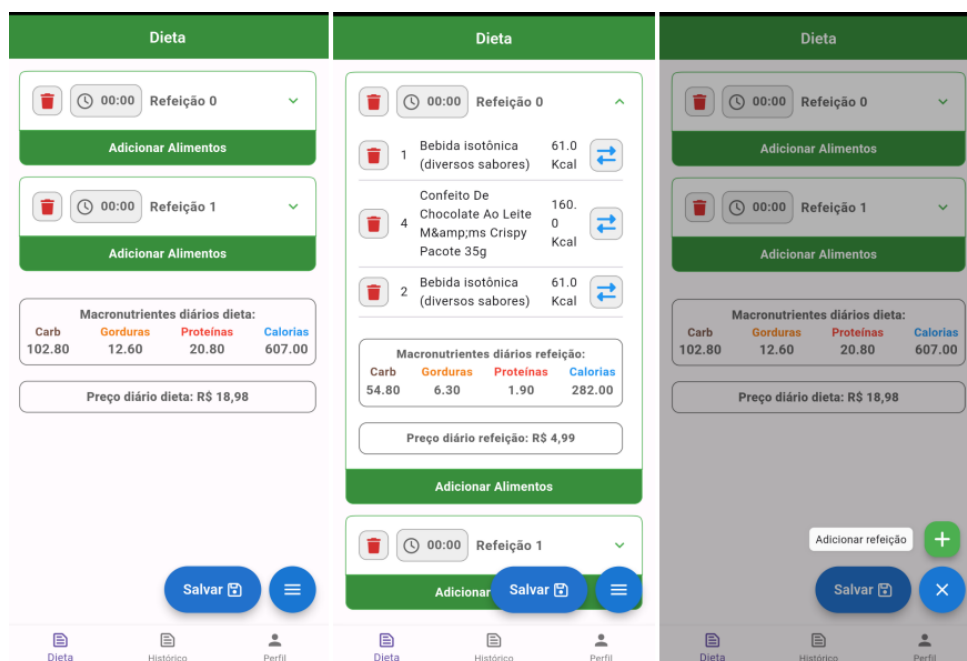 Dieta
00:00 Refeição 0
Adicionar Alimentos
00:00 Refeição 1
Adicionar Alimentos
Macronutrientes diários dieta:
Carb Gorduras Proteínas Calorias
102.80 12.60 20.80 607.00
Preço diário dieta: R$ 18,98
Salvar
Dieta Histórico Perfil
Dieta
00:00 Refeição 0
1 Bebida isotônica 61.0
(diversos sabores) Kcal
Confeito De
Chocolate Ao Leite 160.
4 M&amp;ms Crispy 0
Pacote 35g Kcal
2 Bebida isotônica 61.0
(diversos sabores) Kcal
Macronutrientes diários refeição:
Carb Gorduras Proteínas Calorias
54.80 6.30 1.90 282.00
Preço diário refeição: R$ 4,99
Adicionar Alimentos
00:00 Refeição 1
Adicionar
Salvar
Dieta Histórico Perfil
Dieta
00:00 Refeição 0
Adicionar Alimentos
00:00 Refeição 1
Adicionar Alimentos
Macronutrientes diários dieta:
Carb Gorduras Proteínas Calorias
102.80 12.60 20.80 607.00
Preço diário dieta: R$ 18,98
Adicionar refeição
Salvar
Dieta Histórico Perfil